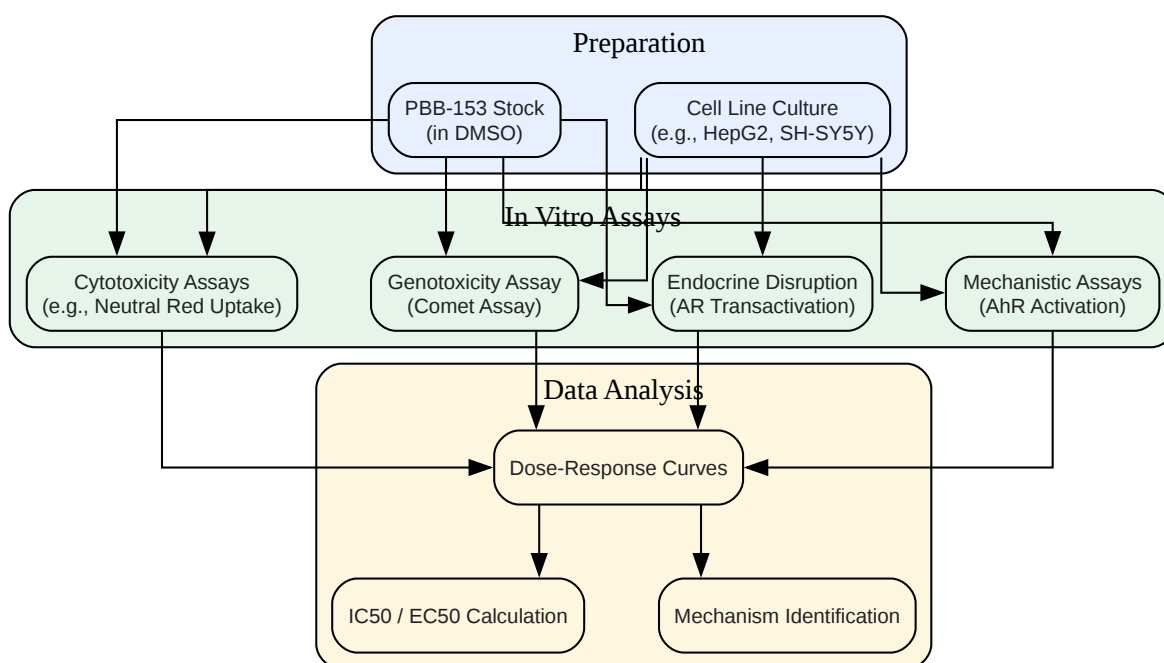 Preparation
PBB-153 Stock
(in DMSO)
Cell Line Culture
(e.g., HepG2, SH-SY5Y)
In Vitro Assays
Cytotoxicity Assays
(e.g., Neutral Red Uptake)
Genotoxicity Assay
(Comet Assay)
Endocrine Disruption
(AR Transactivation)
Mechanistic Assays
(AhR Activation)
Data Analysis
Dose-Response Curves
IC50 / EC50 Calculation
Mechanism Identification